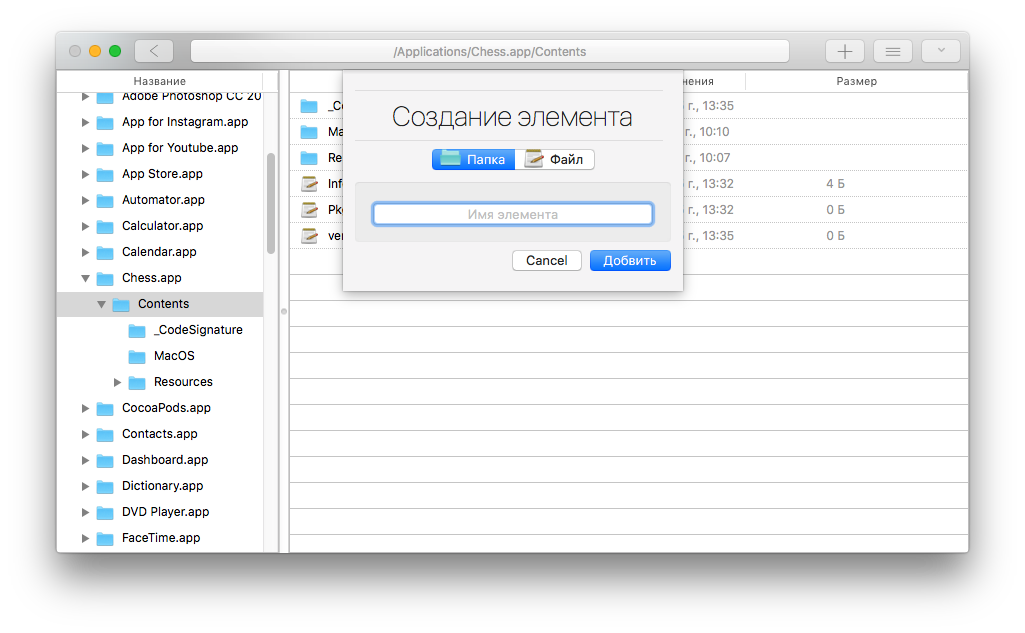 /Applications/Chess.app/Contents
Название
Adobe Photoshop CC 20
App for Instagram.app
App for Youtube.app
App Store.app
Automator.app
Calculator.app
Calendar.app
Chess.app
Contents
_CodeSignature
MacOS
Resources
CocoaPods.app
Contacts.app
Dashboard.app
Dictionary.app
DVD Player.app
FaceTime.app
нения Размер
_Co г., 13:35
Ma г., 10:10
Re г., 10:07
Inf г., 13:32 4 Б
Pk г., 13:32 0 Б
ver г., 13:35 0 Б
Создание элемента
Папка Файл
Имя элемента
Cancel Добвить